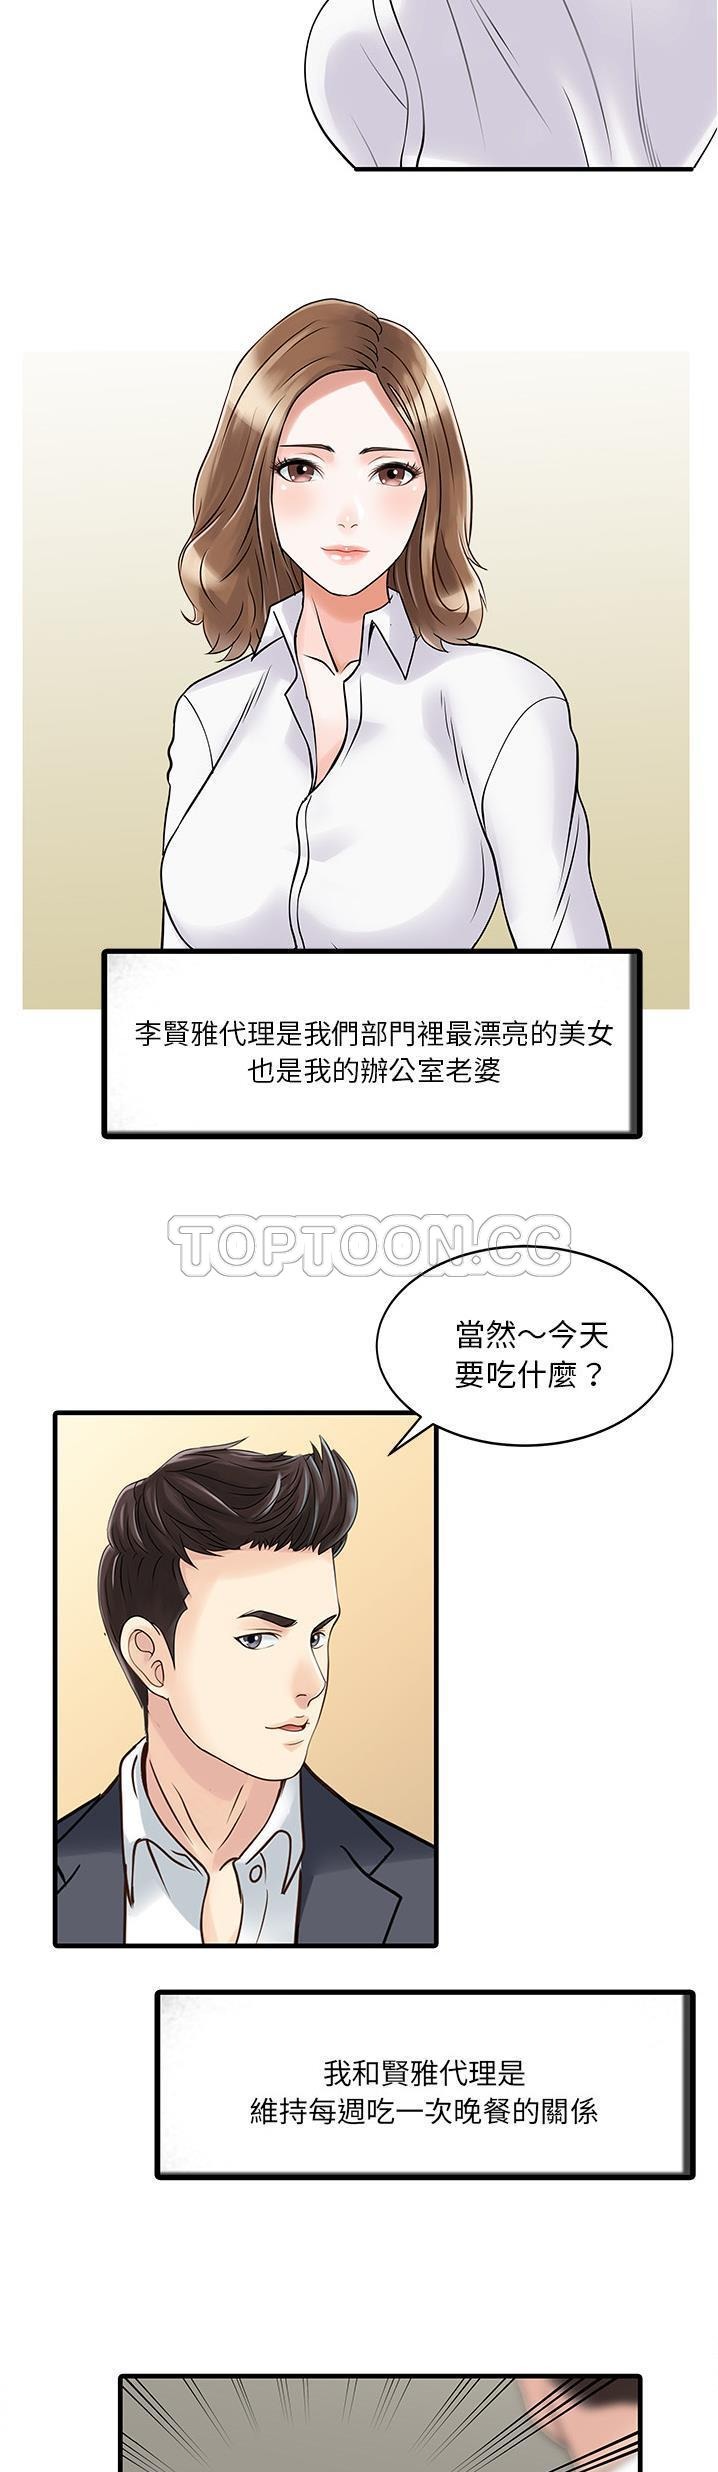 李賢雅代理是我們部門裡最漂亮的美女
也是我的辦公室老婆
TOPTOON.CC
當然～今天
要吃什麼？
我和賢雅代理是
維持每週吃一次晚餐的關係